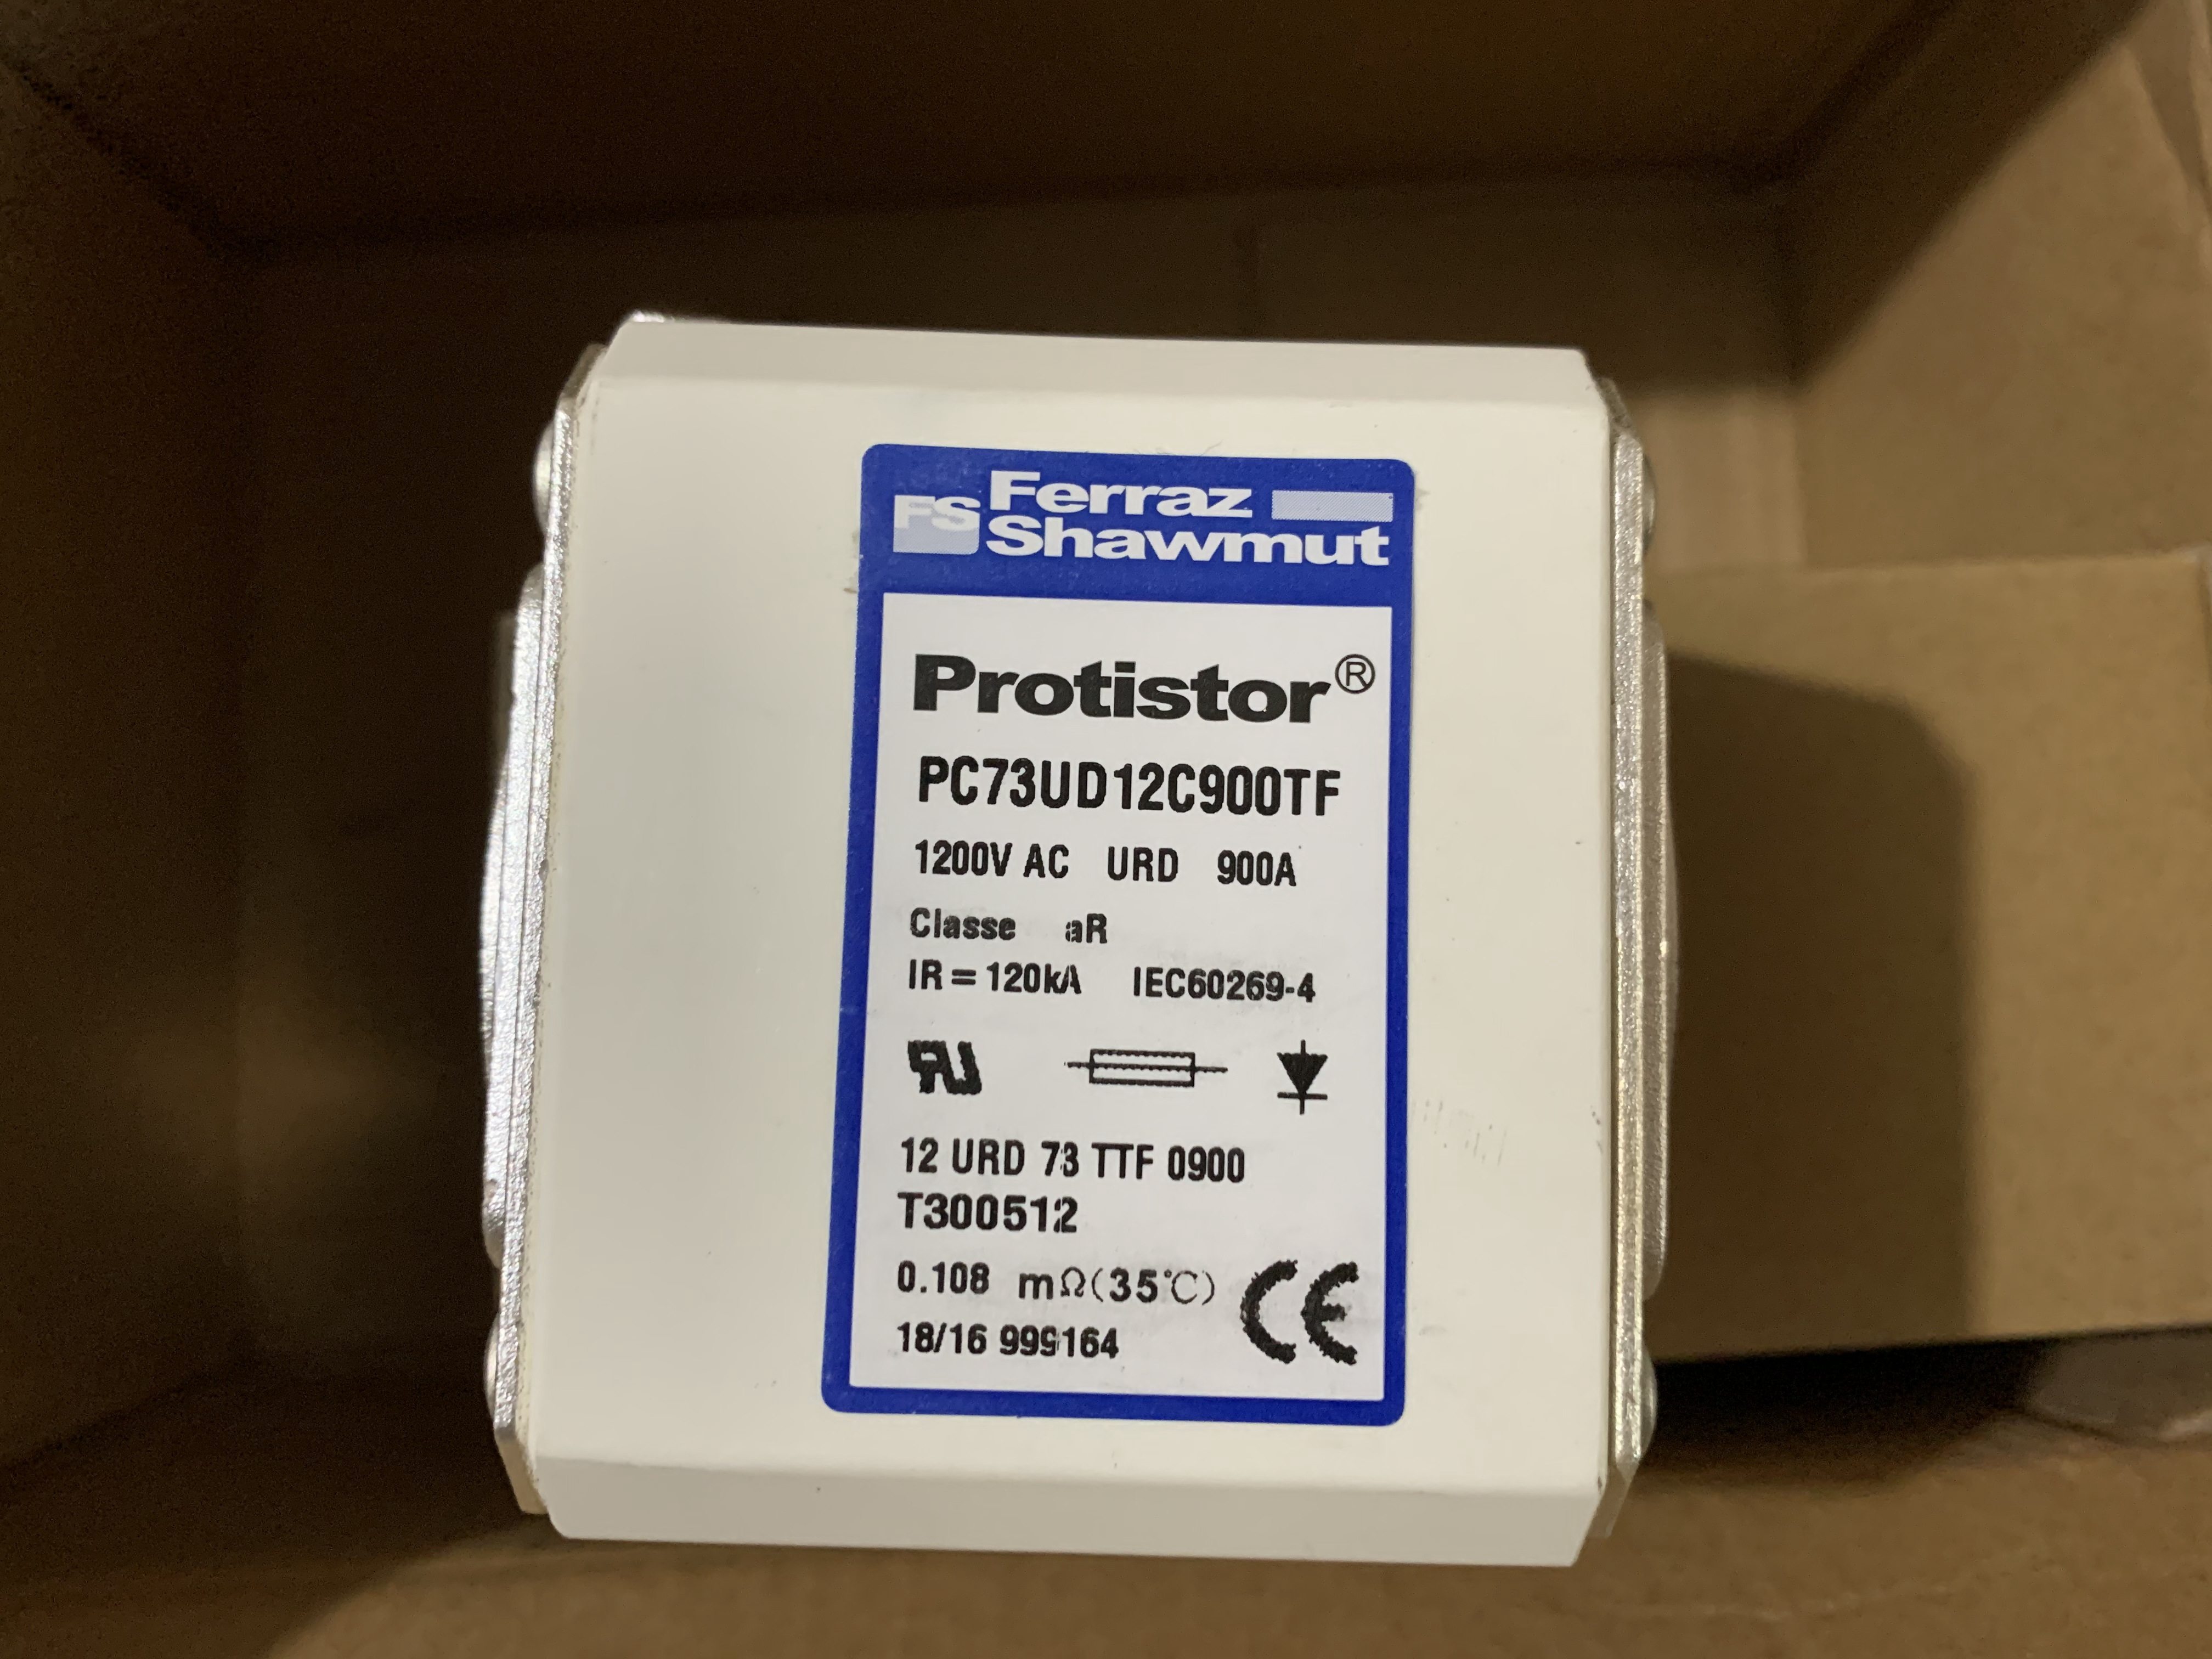 FS Ferraz
Shawmut
Protistor®
PC73UD12C900TF
1200V AC URD 900A
Classe aR
IR = 120kA IEC60269-4
12 URD 73 TTF 0900
T300512
0.108 mΩ(35℃)
CE
18/16 999164